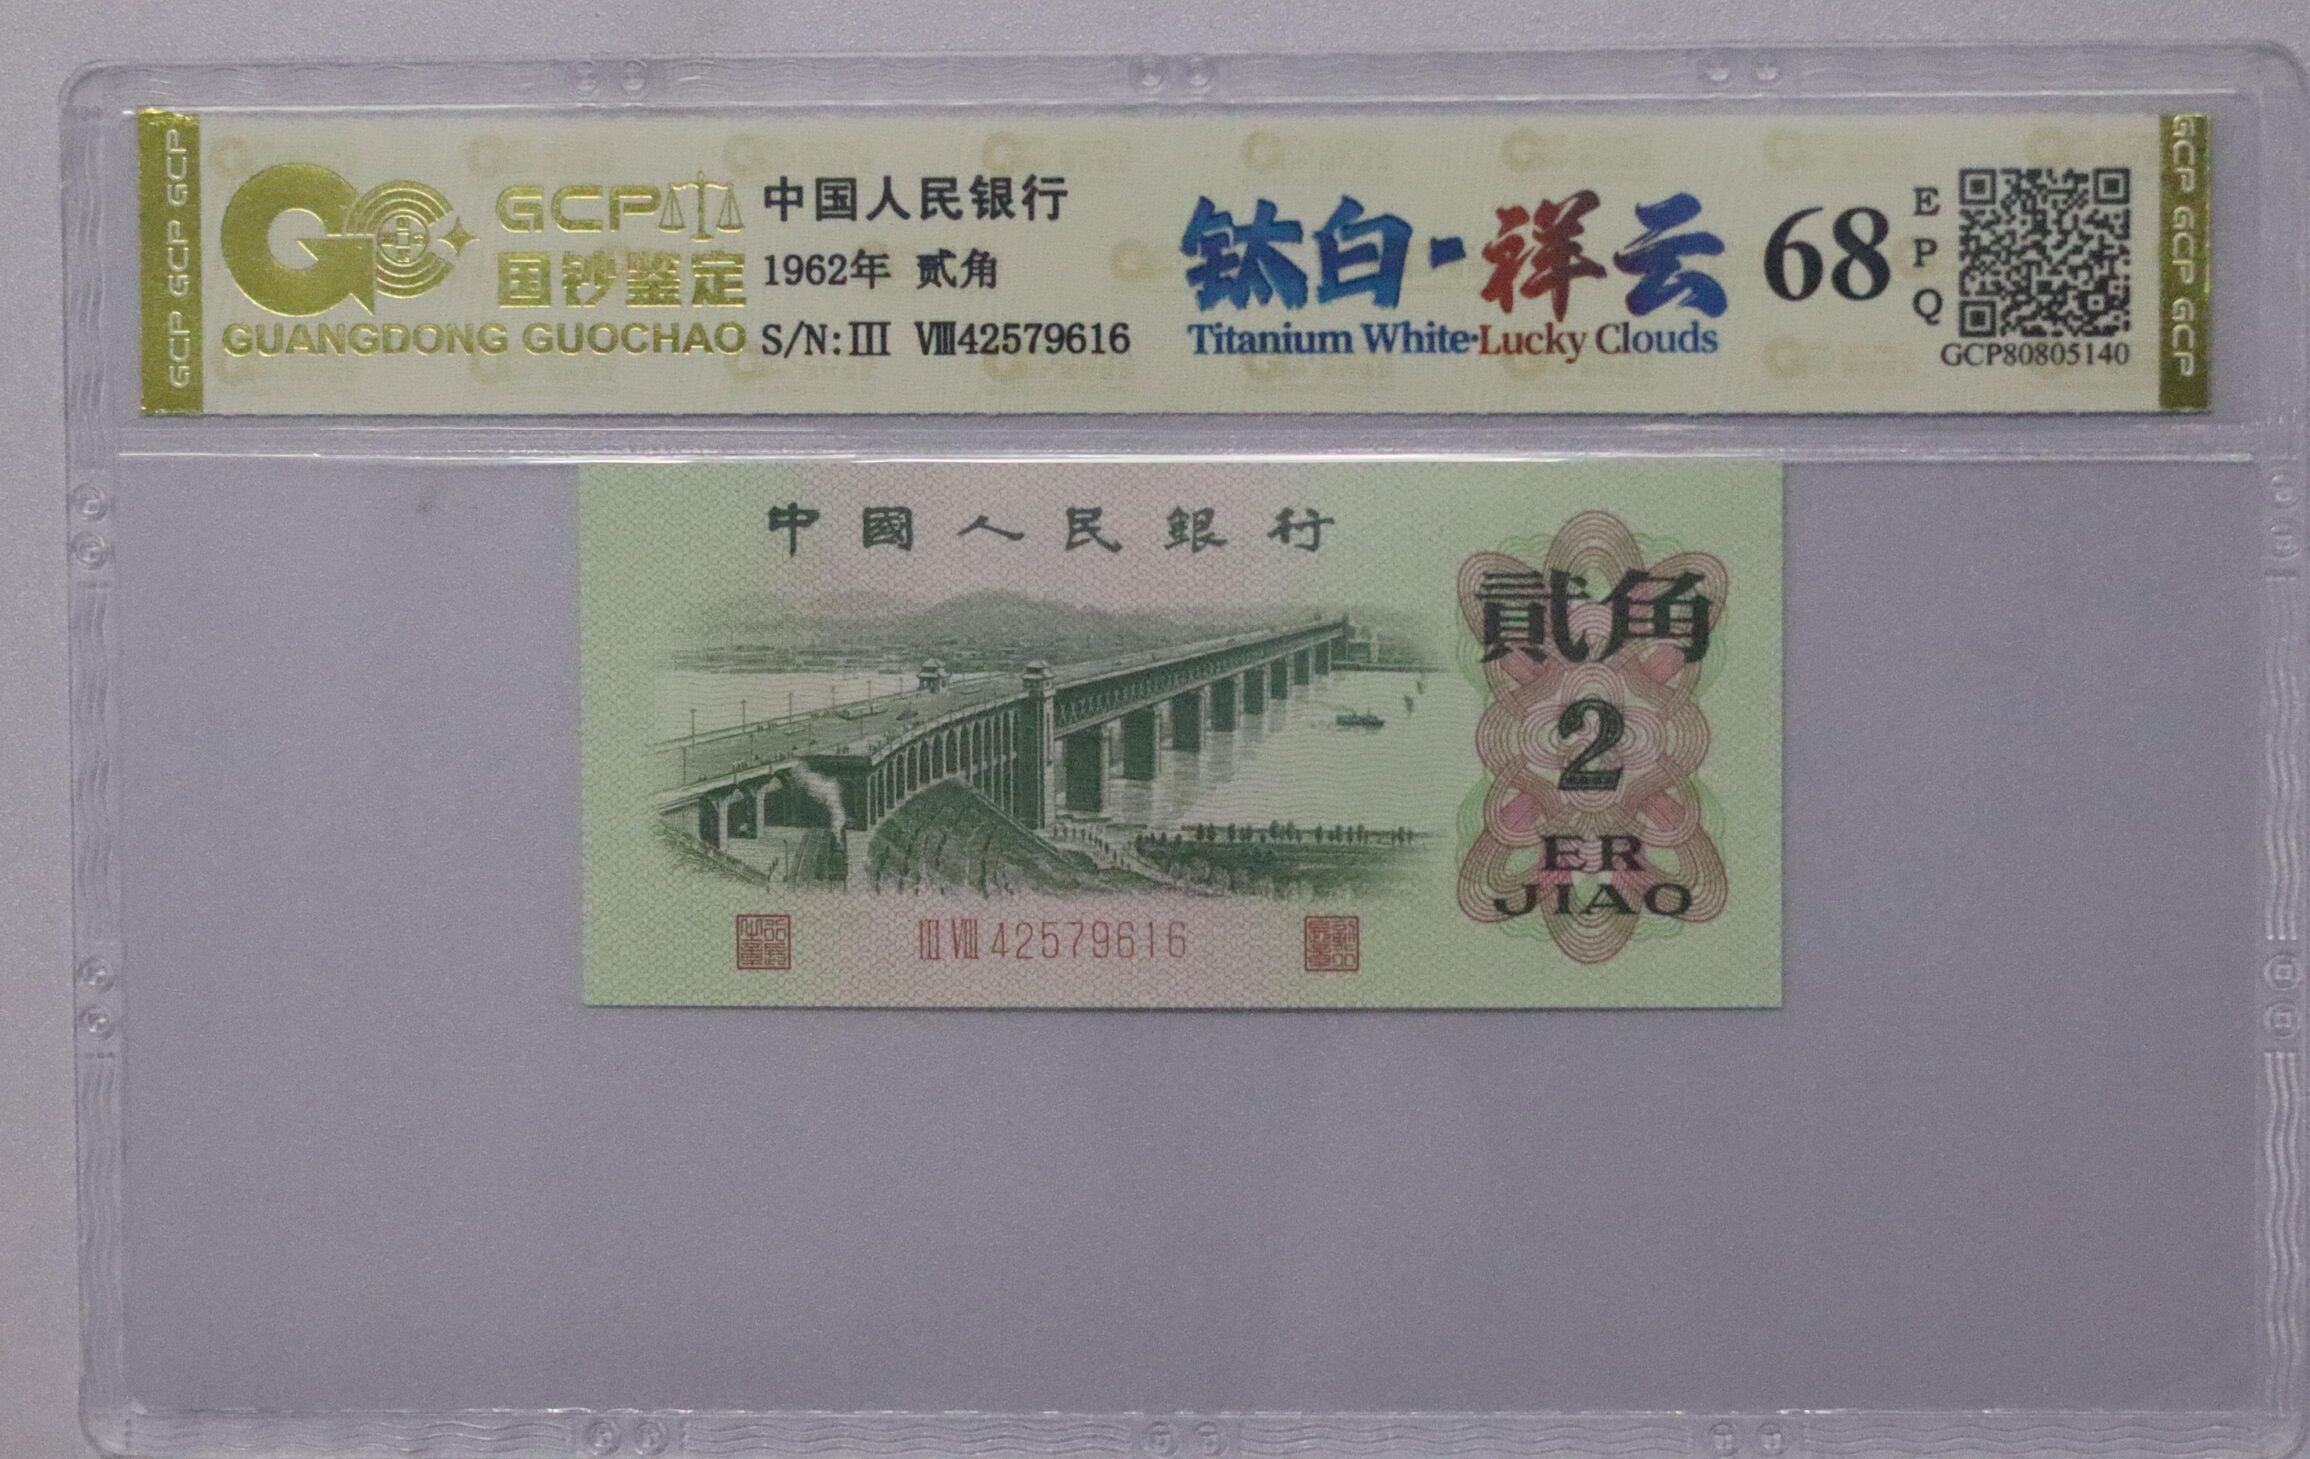 GCP GCP GCP
GCP
国钞鉴定
GUANGDONG GUOCHAO
中国人民银行
1962年 贰角
S/N:III VIII42579616
钛白·祥云
Titanium White·Lucky Clouds
68
EPQ
GCP80805140
GCP GCP GCP
中國人民銀行
貳角
2
ER
JIAO
III VIII 42579616